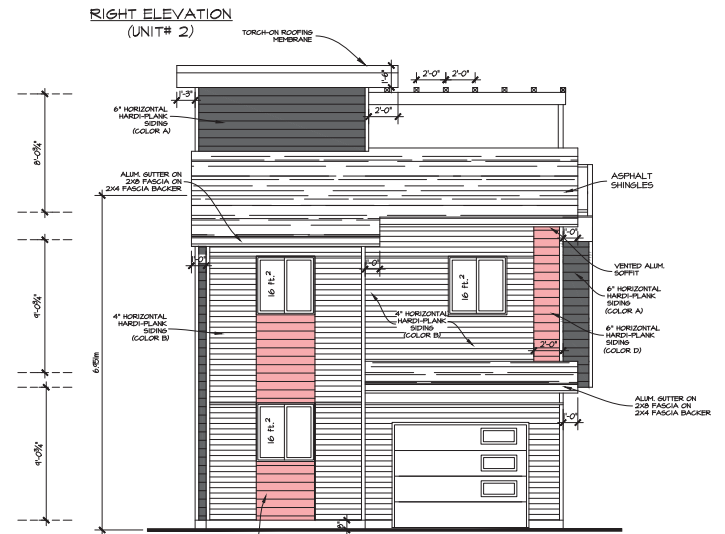 RIGHT ELEVATION
(UNIT# 2)
TORCH-ON ROOFING
MEMBRANE
1'-6"
2'-0"
2'-0"
1'-3"
2'-0"
6" HORIZONTAL
HARDI-PLANK
SIDING
(COLOR A)
8'-0¾"
ALUM. GUTTER ON
2X8 FASCIA ON
2X4 FASCIA BACKER
ASPHALT
SHINGLES
1'-0"
VENTED ALUM.
SOFFIT
1'-0"
1'-0"
16 ft.²
16 ft.²
6" HORIZONTAL
HARDI-PLANK
SIDING
(COLOR A)
9'-0¾"
4" HORIZONTAL
HARDI-PLANK
SIDING
(COLOR B)
4" HORIZONTAL
HARDI-PLANK
SIDING
(COLOR B)
6" HORIZONTAL
HARDI-PLANK
SIDING
(COLOR D)
2'-0"
6.95m
ALUM. GUTTER ON
2X8 FASCIA ON
2X4 FASCIA BACKER
1'-0"
16 ft.²
9'-0¾"
8"